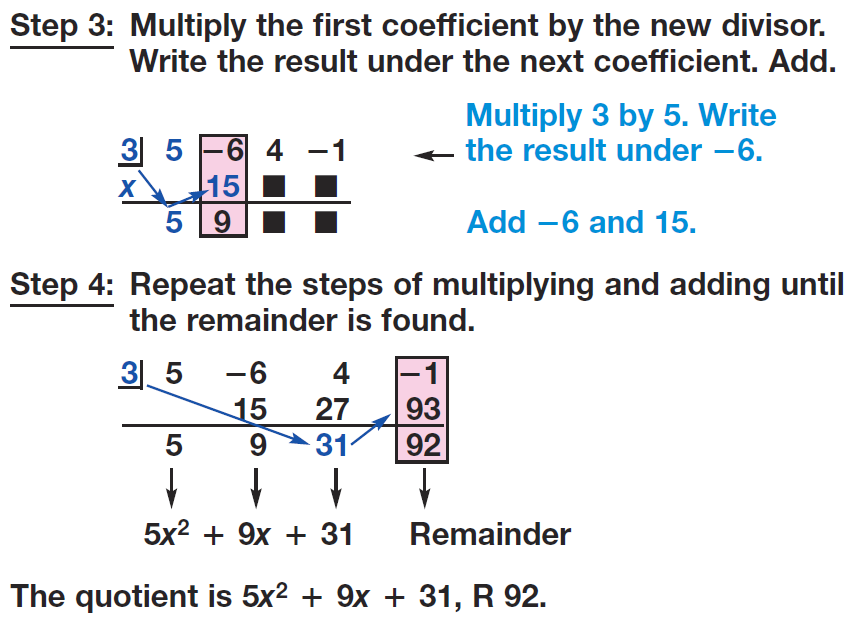 Step 3: Multiply the first coefficient by the new divisor.
Write the result under the next coefficient. Add.
Multiply 3 by 5. Write
3 5 −6 4 −1 the result under −6.
x 15 ■ ■
5 9 ■ ■ Add −6 and 15.
Step 4: Repeat the steps of multiplying and adding until
the remainder is found.
3 5 −6 4 −1
15 27 93
5 9 31 92
5x² + 9x + 31 Remainder
The quotient is 5x² + 9x + 31, R 92.